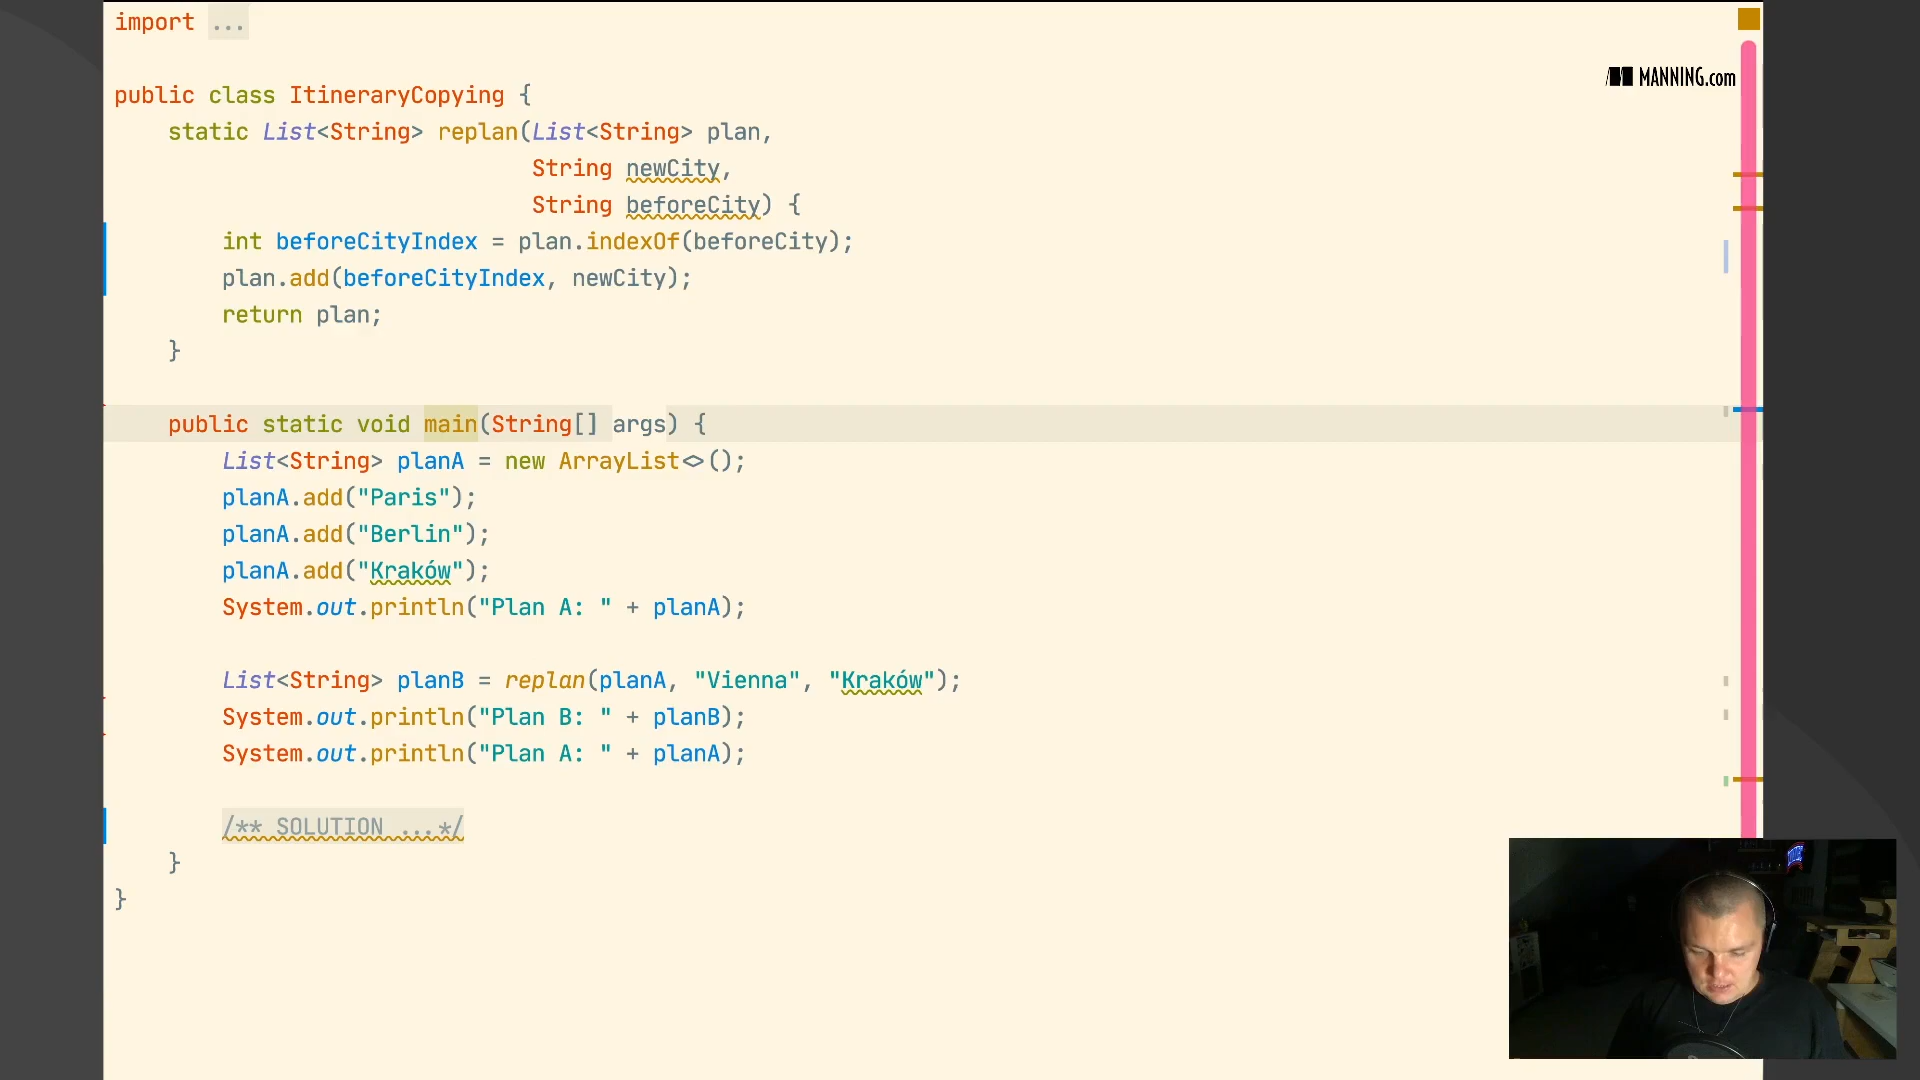 import ...
MANNING.com
public class ItineraryCopying {
static List<String> replan(List<String> plan,
String newCity,
String beforeCity) {
int beforeCityIndex = plan.indexOf(beforeCity);
plan.add(beforeCityIndex, newCity);
return plan;
}
public static void main(String[] args) {
List<String> planA = new ArrayList<>();
planA.add("Paris");
planA.add("Berlin");
planA.add("Kraków");
System.out.println("Plan A: " + planA);
List<String> planB = replan(planA, "Vienna", "Kraków");
System.out.println("Plan B: " + planB);
System.out.println("Plan A: " + planA);
/** SOLUTION ...*/
}
}